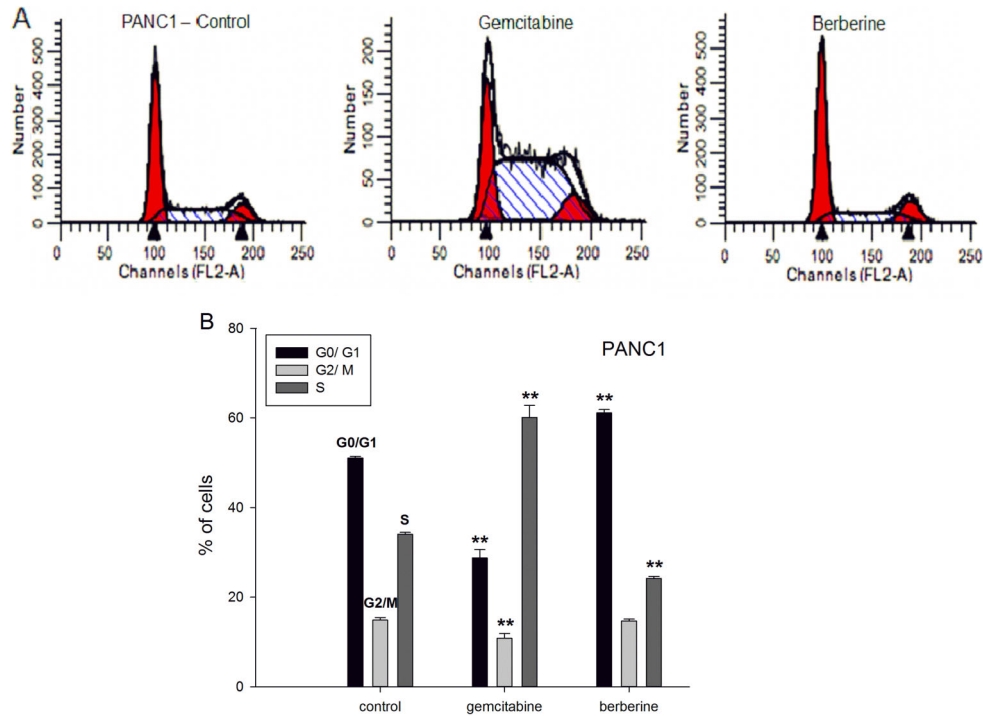 A
PANC1 – Control
Gemcitabine
Berberine
Number
500
400
300
200
100
0
0 50 100 150 200 250
Channels (FL2-A)
Number
200
150
100
50
0
0 50 100 150 200 250
Channels (FL2-A)
Number
500
400
300
200
100
0
0 50 100 150 200 250
Channels (FL2-A)
B
PANC1
G0/ G1
G2/ M
S
% of cells
80
60
40
20
0
G0/G1
G2/M
S
**
**
**
**
**
control
gemcitabine
berberine